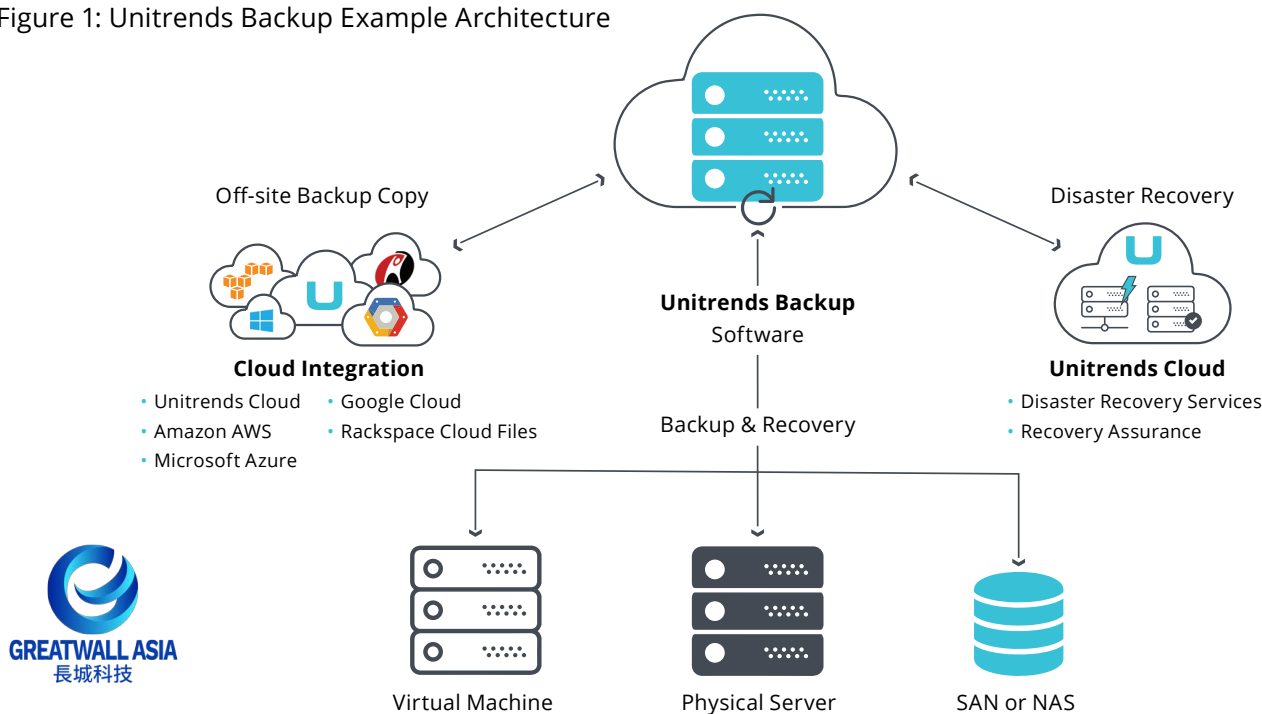 Figure 1: Unitrends Backup Example Architecture
Off-site Backup Copy
Disaster Recovery
Unitrends Backup
Software
Cloud Integration
• Unitrends Cloud
• Amazon AWS
• Microsoft Azure
• Google Cloud
• Rackspace Cloud Files
Unitrends Cloud
• Disaster Recovery Services
• Recovery Assurance
Backup & Recovery
GREATWALL ASIA
長城科技
Virtual Machine
Physical Server
SAN or NAS